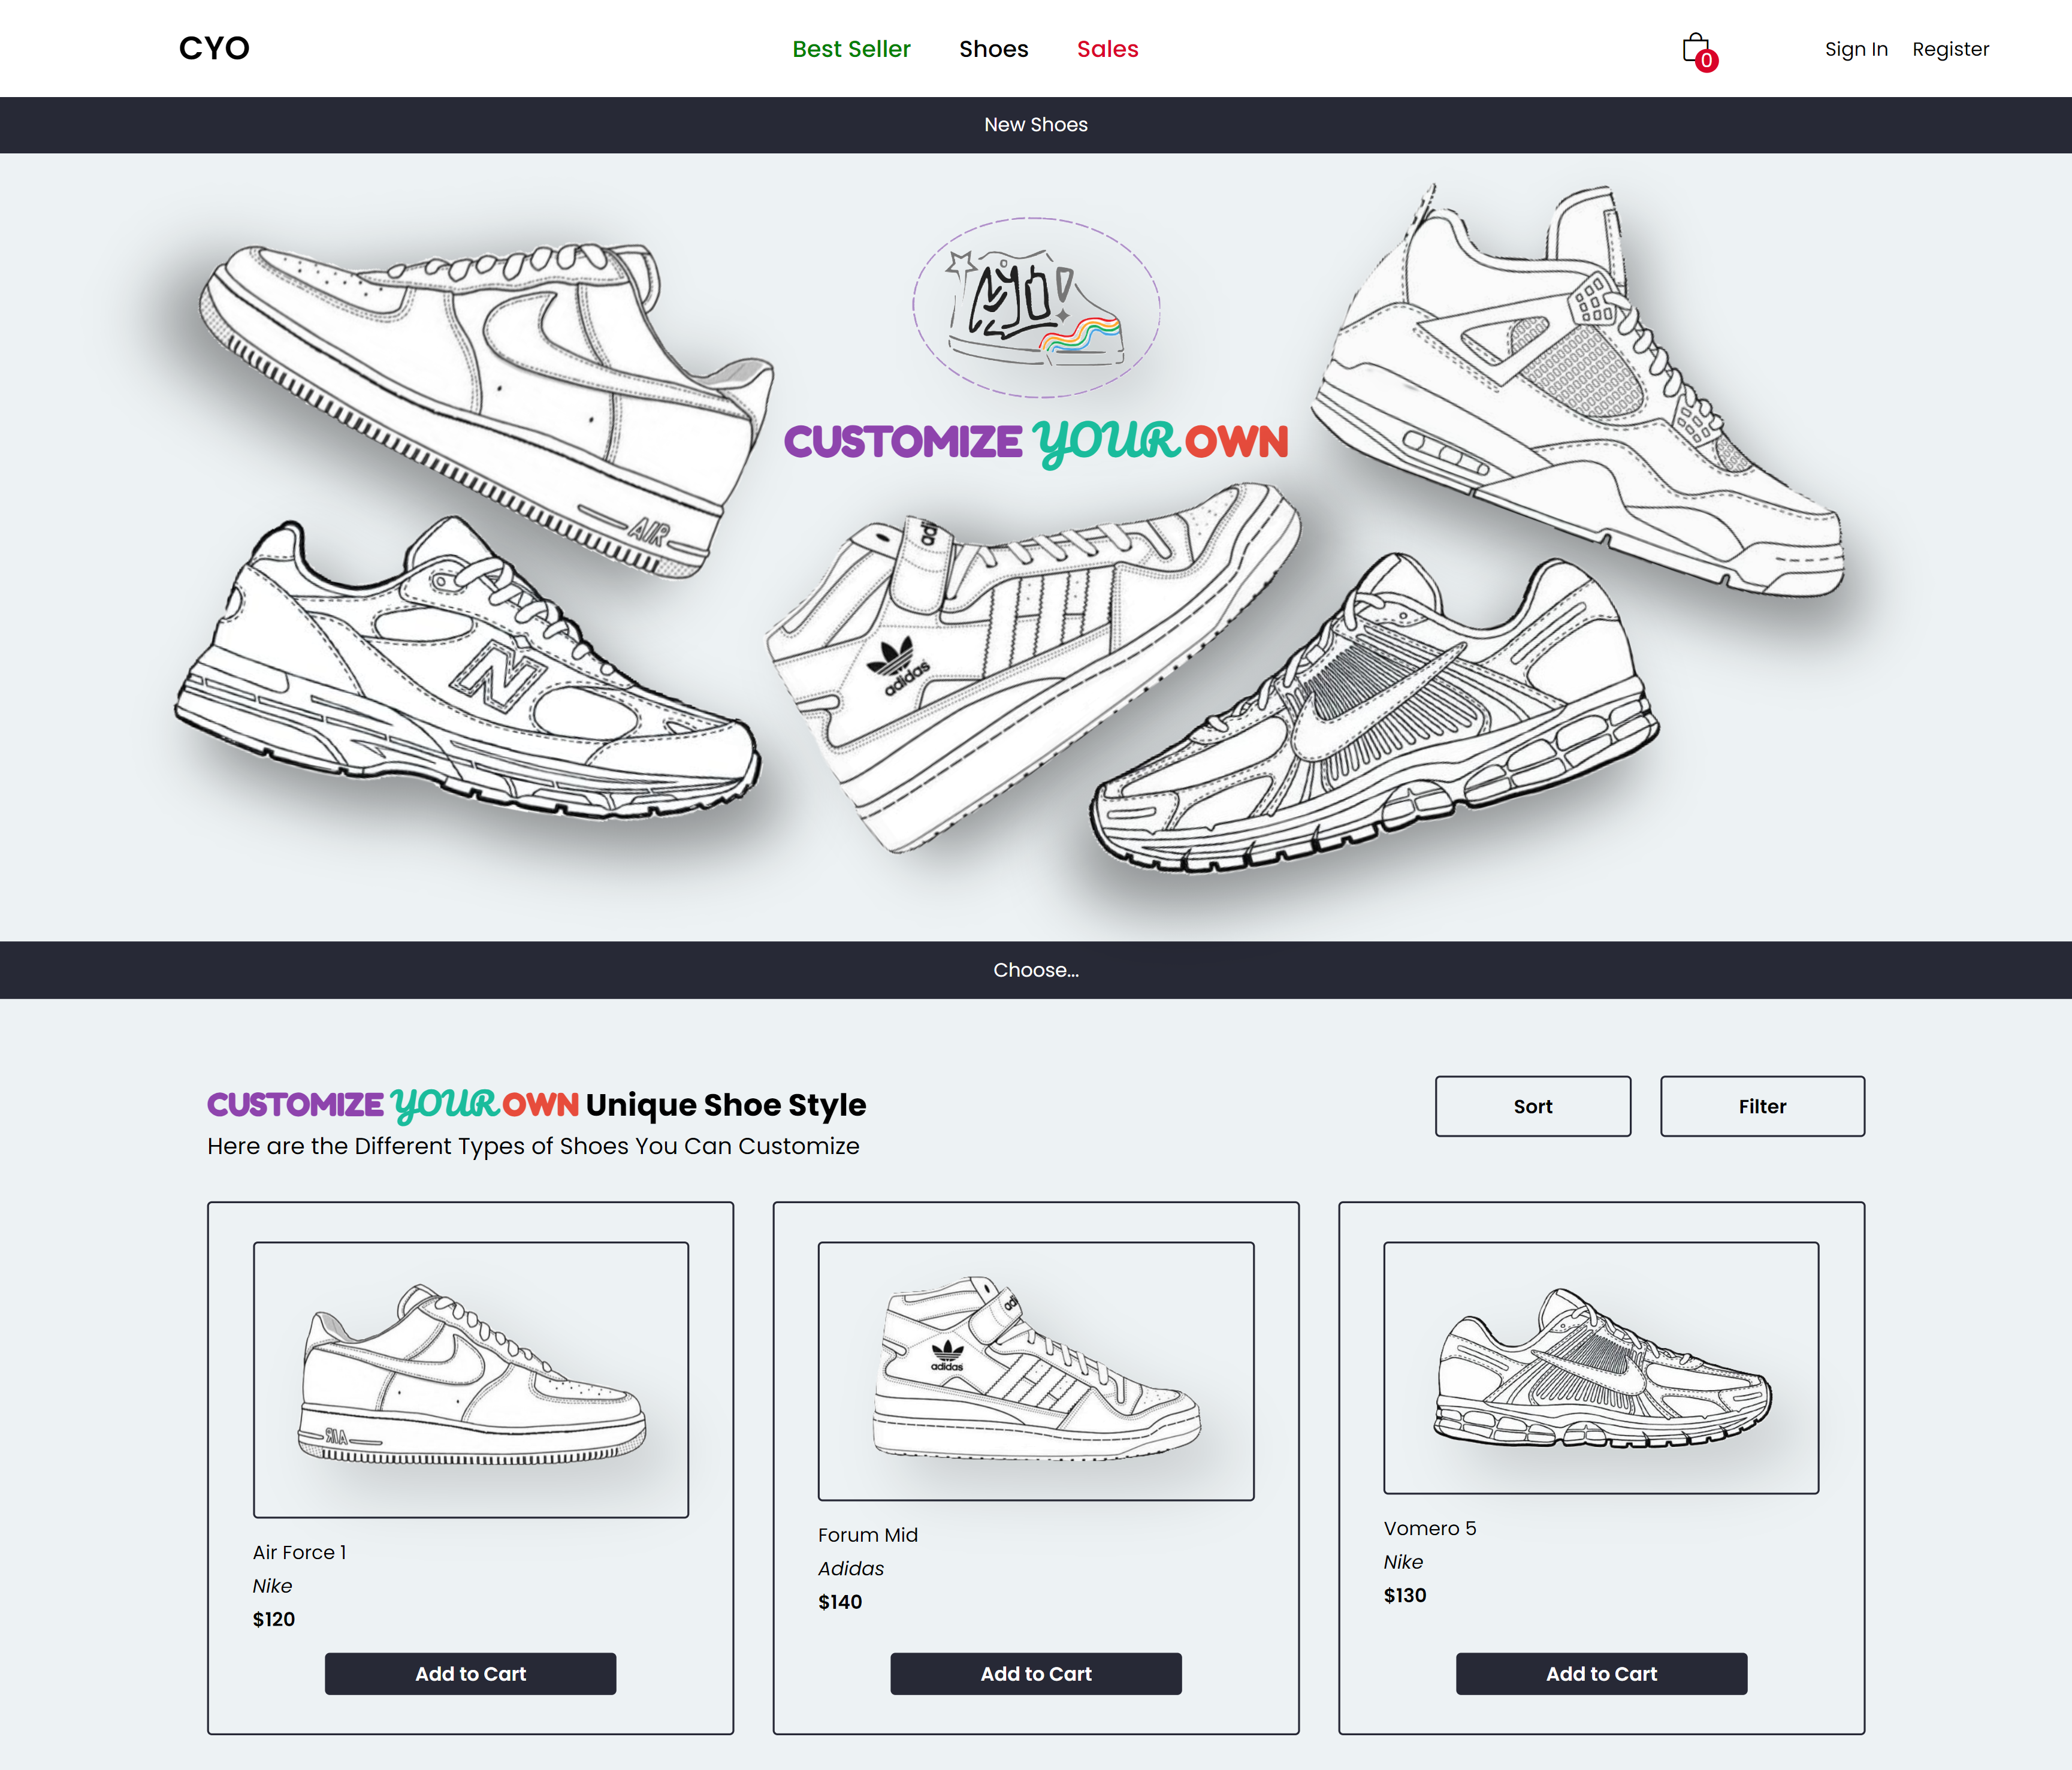 CYO
Best Seller
Shoes
Sales
0
Sign In
Register
New Shoes
CYO!
CUSTOMIZE YOUR OWN
AIR
N
adi
adidas
Choose...
CUSTOMIZE YOUR OWN Unique Shoe Style
Here are the Different Types of Shoes You Can Customize
Sort
Filter
AIR
Air Force 1
Nike
$120
Add to Cart
adi
adidas
Forum Mid
Adidas
$140
Add to Cart
Vomero 5
Nike
$130
Add to Cart